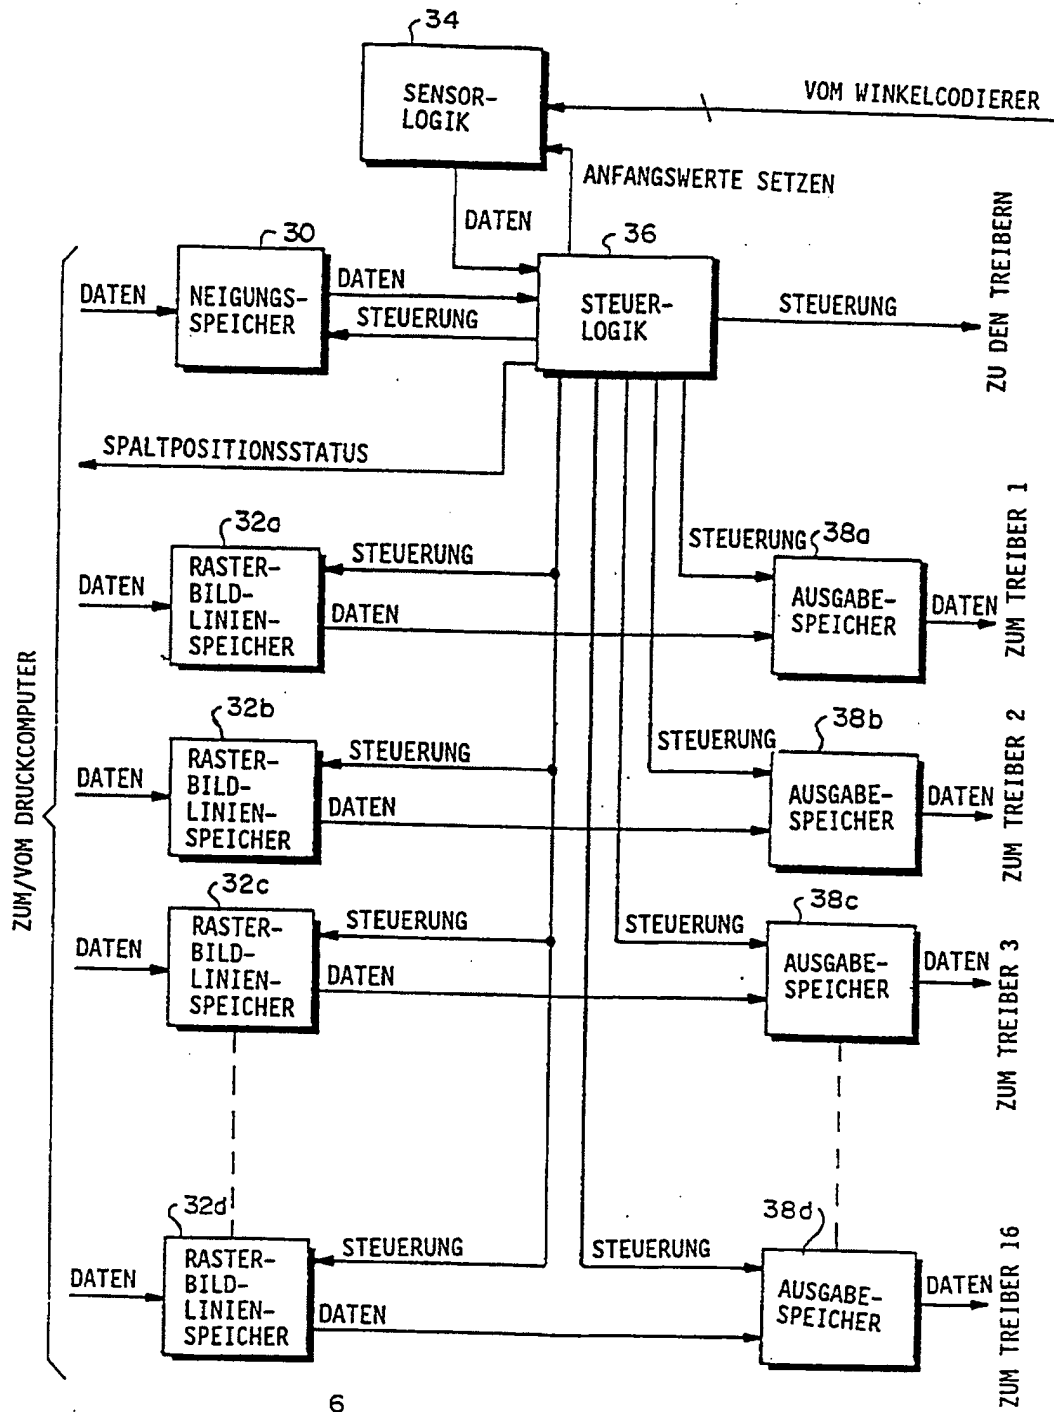 34
SENSOR-
LOGIK
VOM WINKELCODIERER
ANFANGSWERTE SETZEN
DATEN
30
36
DATEN
NEIGUNGS-
SPEICHER
DATEN
STEUERUNG
STEUER-
LOGIK
STEUERUNG
ZU DEN TREIBERN
SPALTPOSITIONSSTATUS
ZUM/VOM DRUCKCOMPUTER
32a
DATEN
RASTER-
BILD-
LINIEN-
SPEICHER
STEUERUNG
DATEN
STEUERUNG
38a
AUSGABE-
SPEICHER
DATEN
ZUM TREIBER 1
32b
DATEN
RASTER-
BILD-
LINIEN-
SPEICHER
STEUERUNG
DATEN
STEUERUNG
38b
AUSGABE-
SPEICHER
DATEN
ZUM TREIBER 2
32c
DATEN
RASTER-
BILD-
LINIEN-
SPEICHER
STEUERUNG
DATEN
STEUERUNG
38c
AUSGABE-
SPEICHER
DATEN
ZUM TREIBER 3
32d
DATEN
RASTER-
BILD-
LINIEN-
SPEICHER
STEUERUNG
DATEN
STEUERUNG
38d
AUSGABE-
SPEICHER
DATEN
ZUM TREIBER 16
6